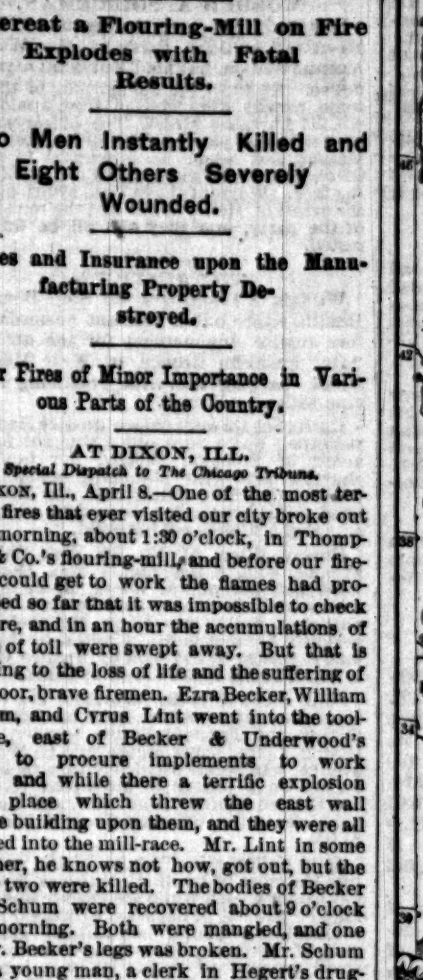 ereat a Flouring-Mill on Fire
Explodes with Fatal
Results.
o Men Instantly Killed and
Eight Others Severely
Wounded.
es and Insurance upon the Manu-
facturing Property De-
stroyed.
r Fires of Minor Importance in Vari-
ous Parts of the Country.
AT DIXON, ILL.
Special Dispatch to The Chicago Tribune.
XON, Ill., April 8.—One of the most ter-
fires that ever visited our city broke out
morning, about 1:30 o'clock, in Thomp-
& Co.'s flouring-mill, and before our fire-
could get to work the flames had pro-
ed so far that it was impossible to check
re, and in an hour the accumulations of
of toil were swept away. But that is
ing to the loss of life and the suffering of
oor, brave firemen. Ezra Becker, William
m, and Cyrus Lint went into the tool-
e, east of Becker & Underwood's
to procure implements to work
and while there a terrific explosion
place which threw the east wall
e building upon them, and they were all
ed into the mill-race. Mr. Lint in some
ner, he knows not how, got out, but the
two were killed. The bodies of Becker
Schum were recovered about 9 o'clock
morning. Both were mangled, and one
. Becker's legs was broken. Mr. Schum
, young man, a clerk in Hegert's drug-
46
42
38
34
30